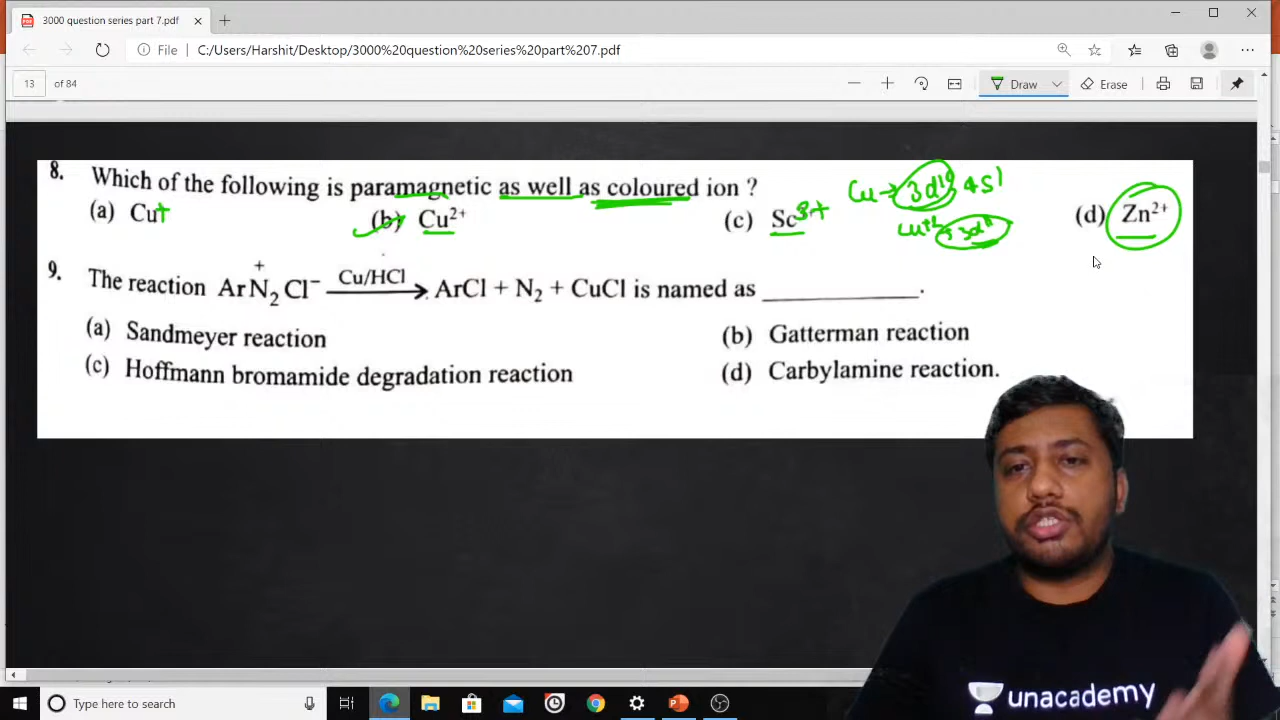 3000 question series part 7.pdf
File C:/Users/Harshit/Desktop/3000%20question%20series%20part%207.pdf
13 of 84 Draw Erase
8. Which of the following is paramagnetic as well as coloured ion ?
Cu → 3d¹⁰ 4s¹
(a) Cu+ (b) Cu²⁺ (c) Sc³⁺ (d) Zn²⁺
Cu⁺²
9. The reaction ArN₂⁺Cl⁻ —Cu/HCl→ ArCl + N₂ + CuCl is named as ____________.
(a) Sandmeyer reaction (b) Gatterman reaction
(c) Hoffmann bromamide degradation reaction (d) Carbylamine reaction.
unacademy
Type here to search